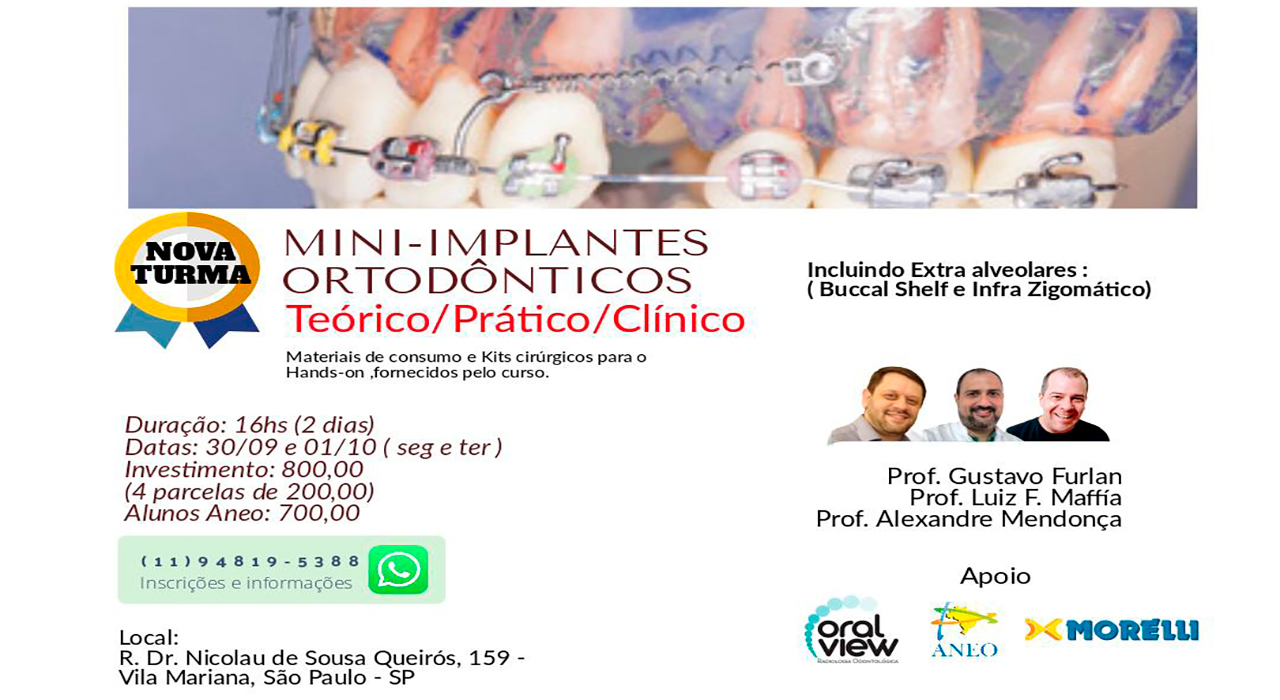 NOVA
TURMA
MINI-IMPLANTES
ORTODÔNTICOS
Teórico/Prático/Clínico
Materiais de consumo e Kits cirúrgicos para o
Hands-on ,fornecidos pelo curso.
Incluindo Extra alveolares :
( Buccal Shelf e Infra Zigomático)
Duração: 16hs (2 dias)
Datas: 30/09 e 01/10 ( seg e ter )
Investimento: 800,00
(4 parcelas de 200,00)
Alunos Aneo: 700,00
(11)94819-5388
Inscrições e informações
Local:
R. Dr. Nicolau de Sousa Queirós, 159 -
Vila Mariana, São Paulo - SP
Prof. Gustavo Furlan
Prof. Luiz F. Maffía
Prof. Alexandre Mendonça
Apoio
oral
view
RADIOLOGIA ODONTOLÓGICA
ANEO
MORELLI